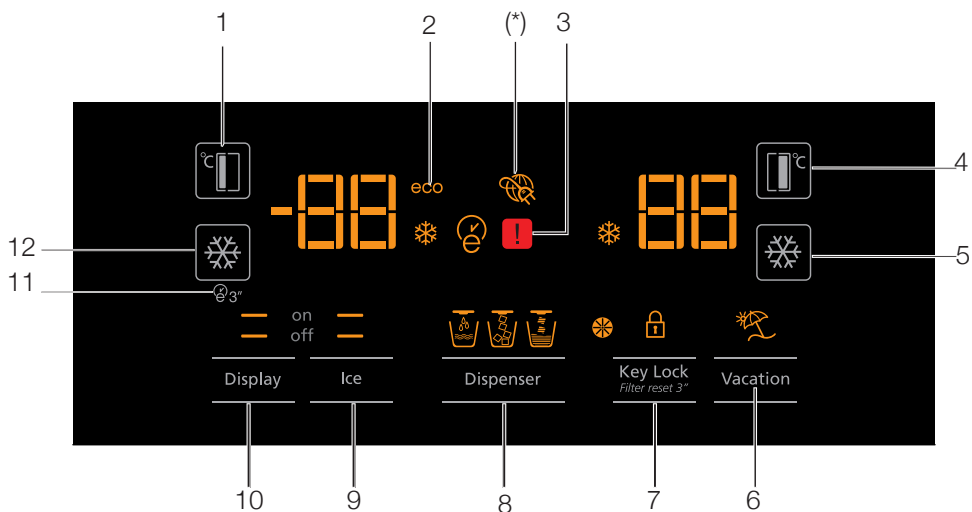 1 2 (*) 3
°C -88 eco 88 °C
4
12 e ! 5
11 e 3"
on
off
Display Ice Dispenser Key Lock Vacation
Filter reset 3"
10 9 8 7 6